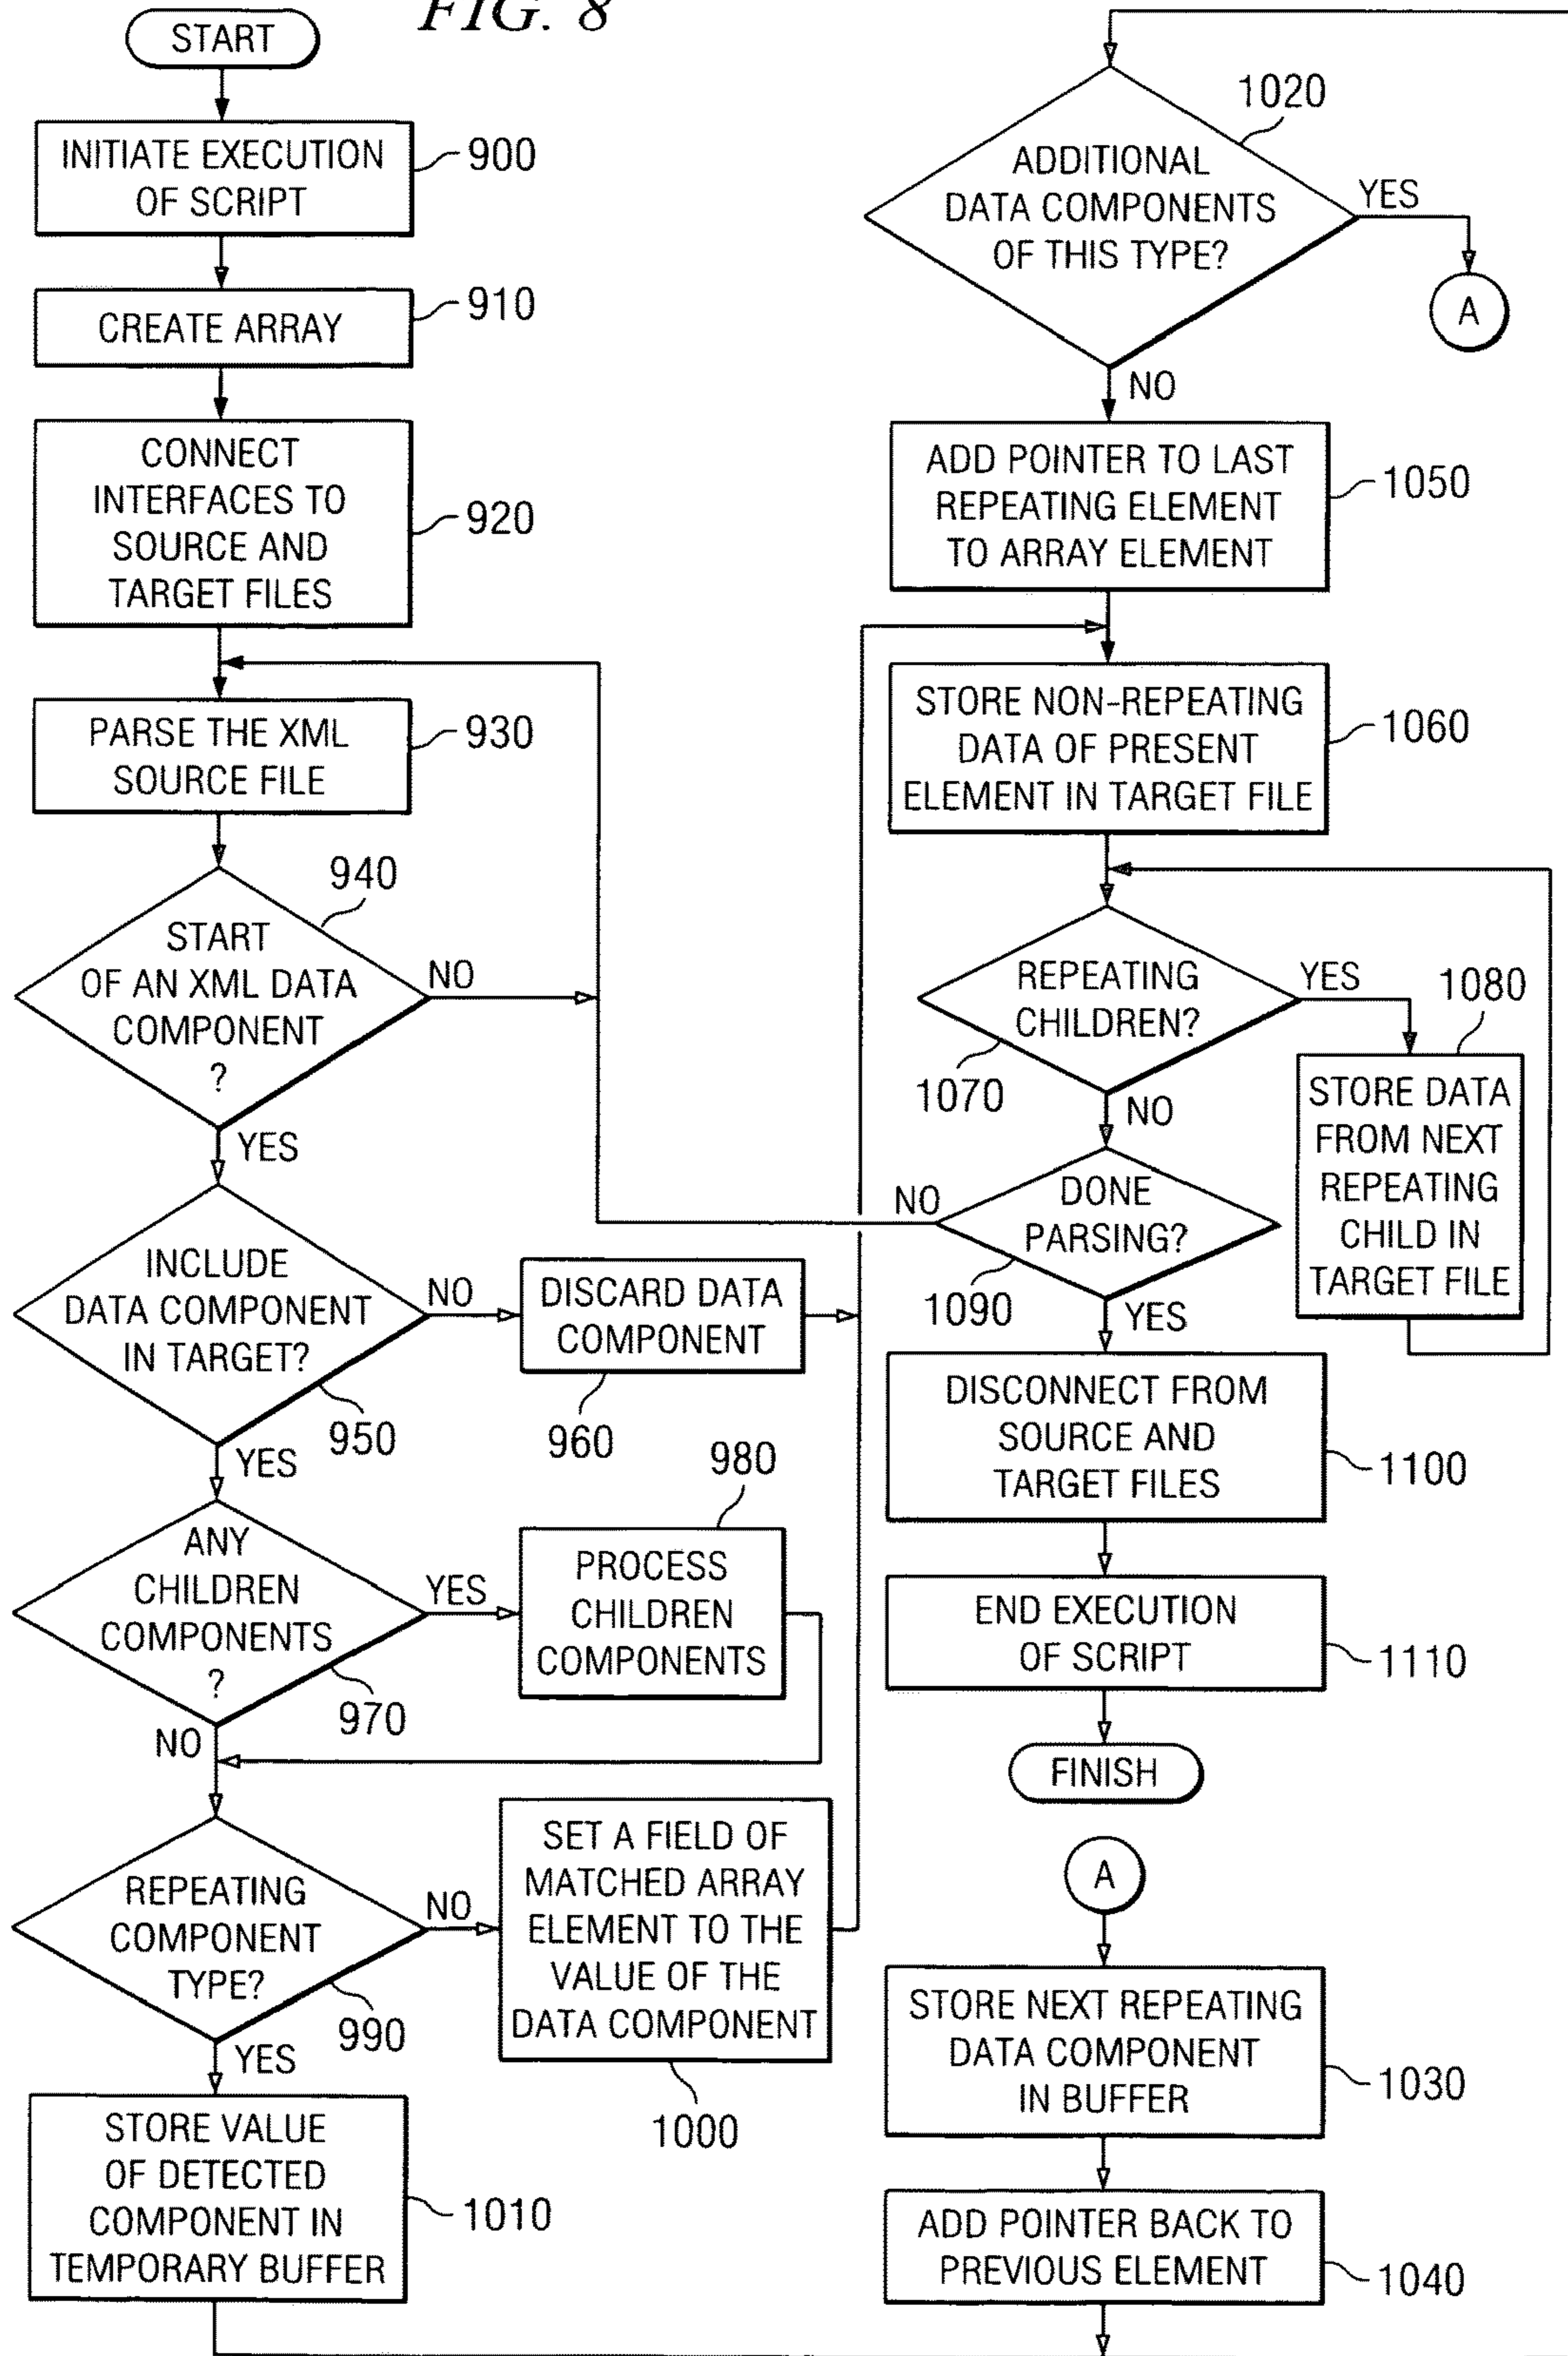 FIG. 8
START
INITIATE EXECUTION
OF SCRIPT
900
CREATE ARRAY
910
CONNECT
INTERFACES TO
SOURCE AND
TARGET FILES
920
PARSE THE XML
SOURCE FILE
930
940
START
OF AN XML DATA
COMPONENT
?
NO
YES
INCLUDE
DATA COMPONENT
IN TARGET?
950
NO
DISCARD DATA
COMPONENT
960
YES
ANY
CHILDREN
COMPONENTS
?
970
YES
980
PROCESS
CHILDREN
COMPONENTS
NO
REPEATING
COMPONENT
TYPE?
990
NO
SET A FIELD OF
MATCHED ARRAY
ELEMENT TO THE
VALUE OF THE
DATA COMPONENT
1000
YES
STORE VALUE
OF DETECTED
COMPONENT IN
TEMPORARY BUFFER
1010
1020
ADDITIONAL
DATA COMPONENTS
OF THIS TYPE?
YES
A
NO
ADD POINTER TO LAST
REPEATING ELEMENT
TO ARRAY ELEMENT
1050
STORE NON-REPEATING
DATA OF PRESENT
ELEMENT IN TARGET FILE
1060
REPEATING
CHILDREN?
1070
YES
1080
STORE DATA
FROM NEXT
REPEATING
CHILD IN
TARGET FILE
NO
DONE
PARSING?
1090
NO
YES
DISCONNECT FROM
SOURCE AND
TARGET FILES
1100
END EXECUTION
OF SCRIPT
1110
FINISH
A
STORE NEXT REPEATING
DATA COMPONENT
IN BUFFER
1030
ADD POINTER BACK TO
PREVIOUS ELEMENT
1040